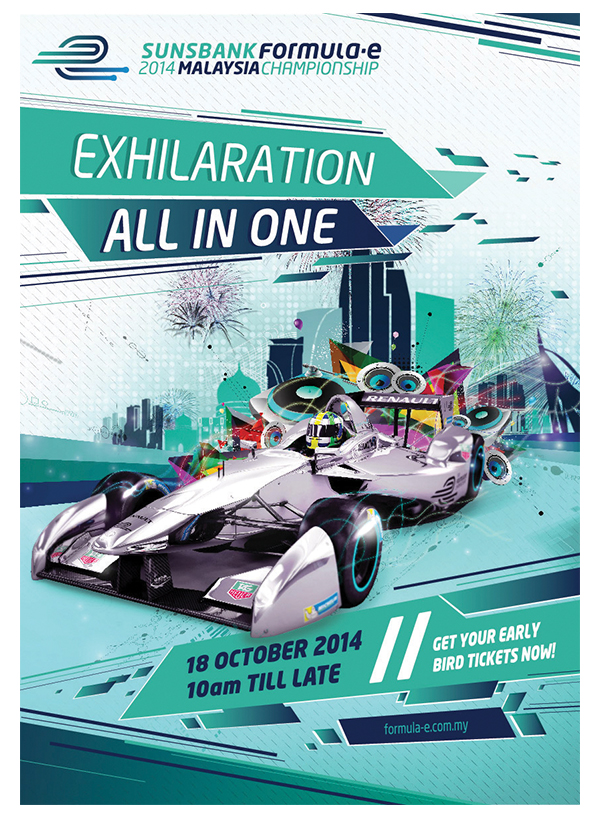 SUNSBANK FORMULA-e
2014 MALAYSIA CHAMPIONSHIP
EXHILARATION
ALL IN ONE
RENAULT
18 OCTOBER 2014
10am TILL LATE
GET YOUR EARLY
BIRD TICKETS NOW!
formula-e.com.my